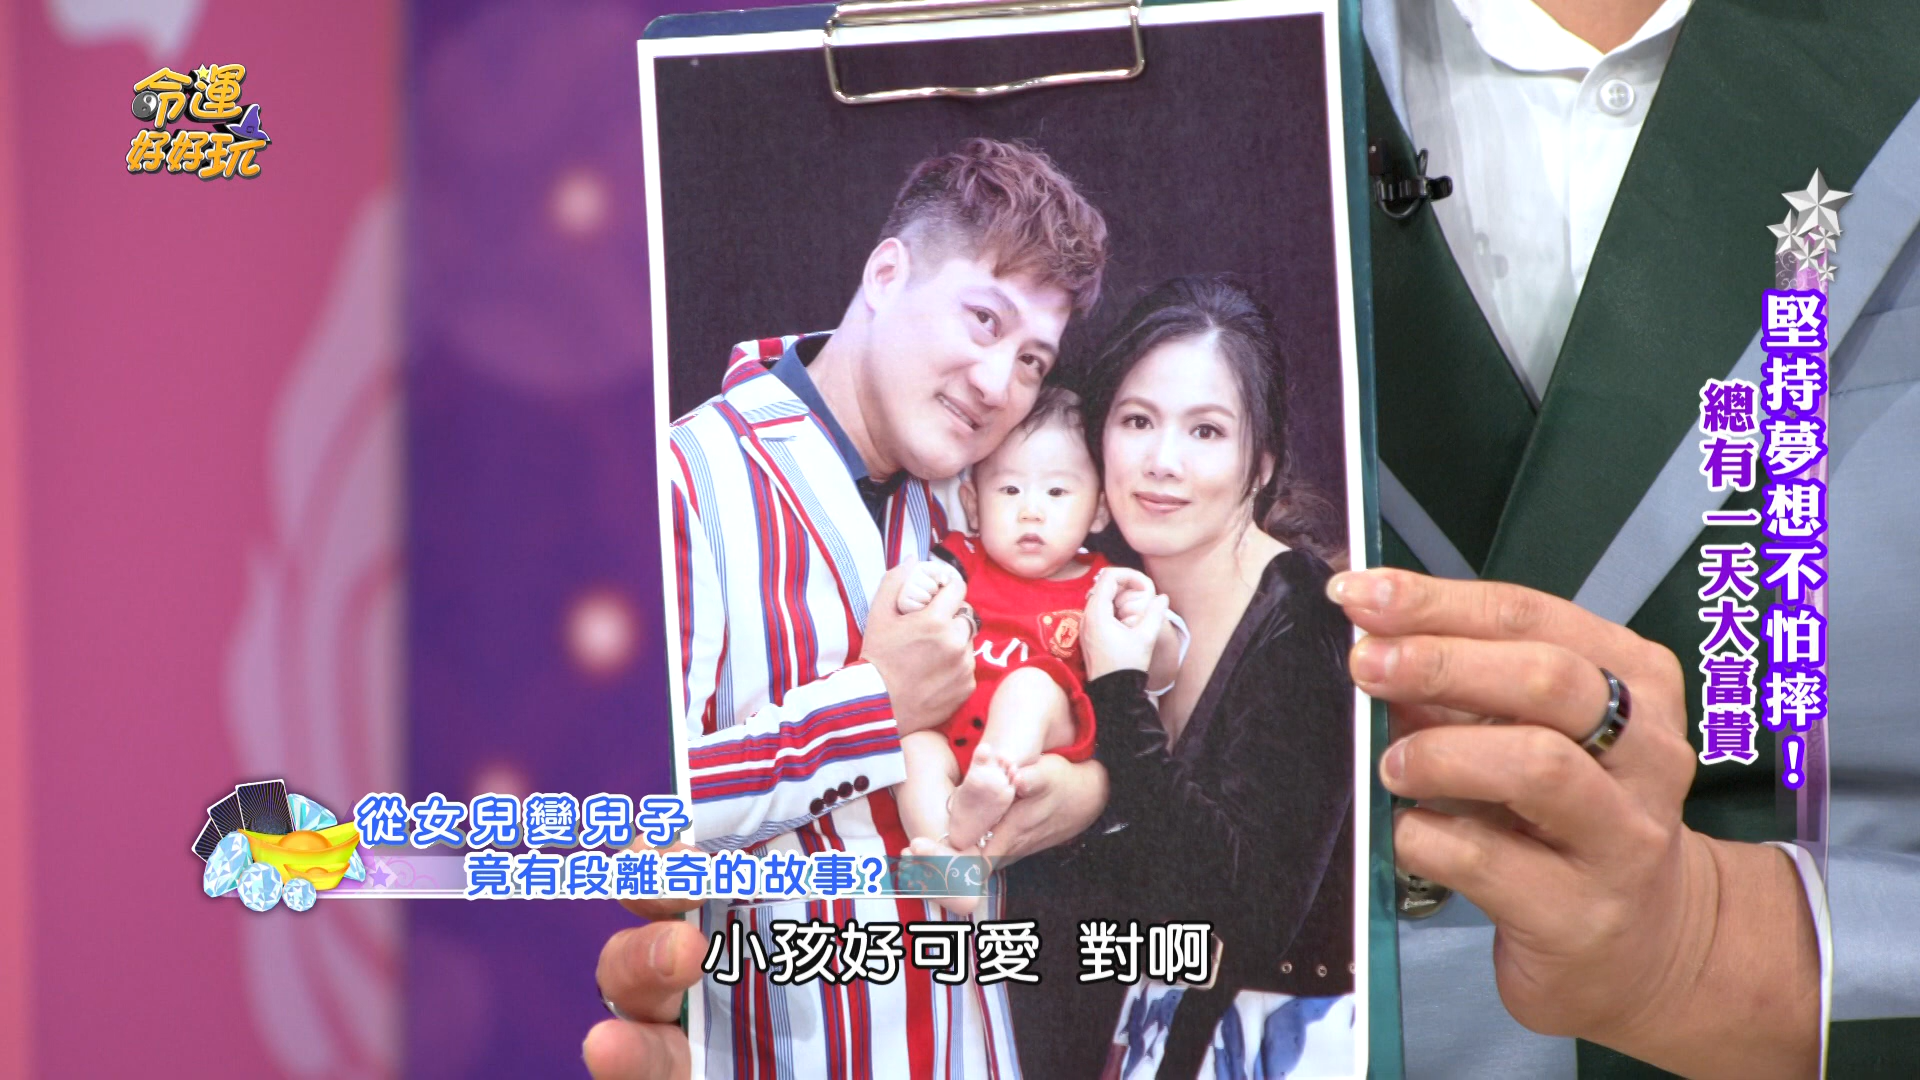 命運
好好玩
堅持夢想不怕摔！
總有一天大富貴
從女兒變兒子
竟有段離奇的故事?
小孩好可愛 對啊